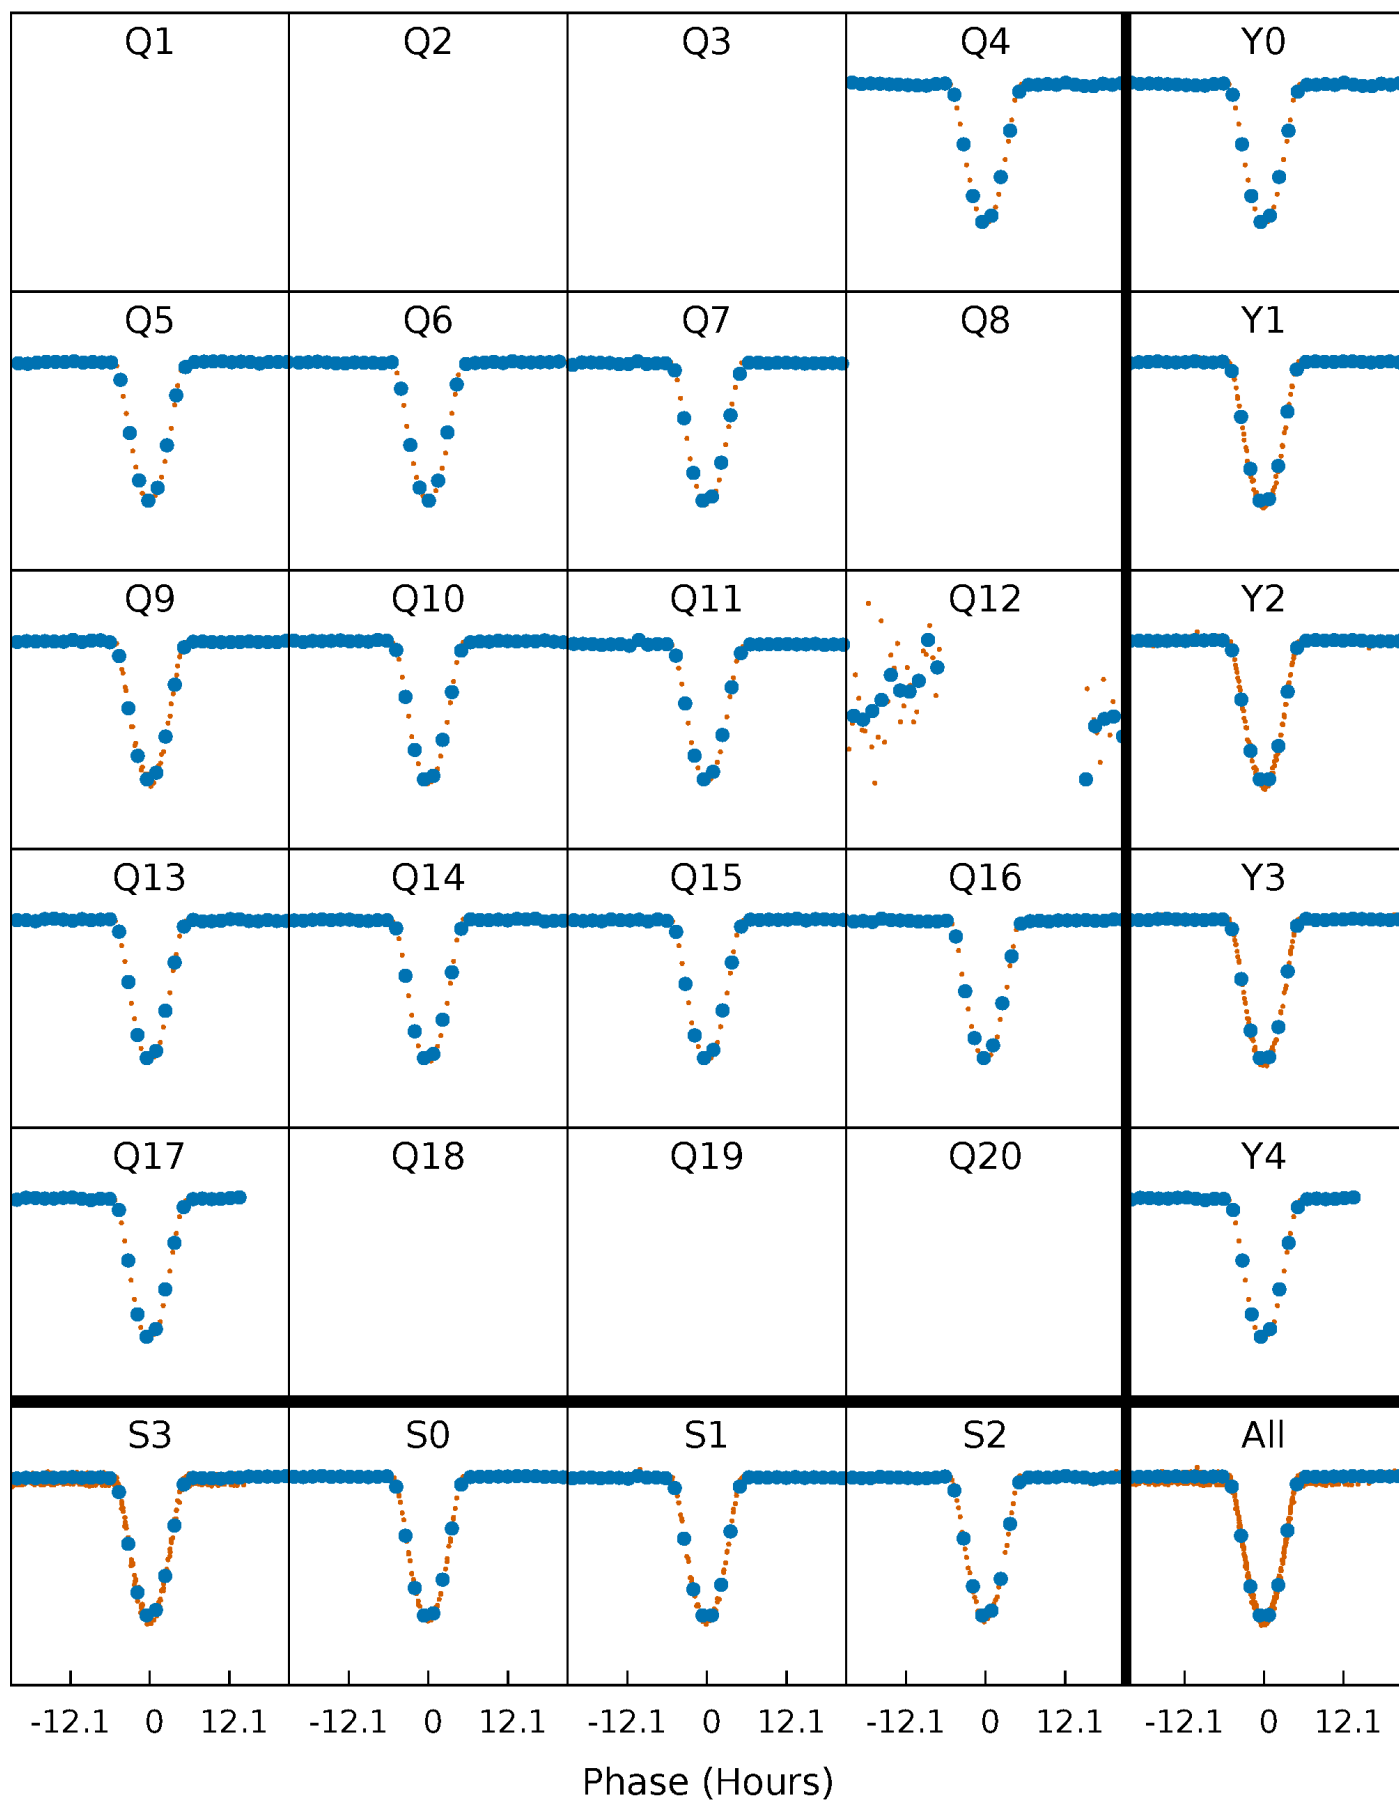 Q1 Q2 Q3 Q4 Y0
Q5 Q6 Q7 Q8 Y1
Q9 Q10 Q11 Q12 Y2
Q13 Q14 Q15 Q16 Y3
Q17 Q18 Q19 Q20 Y4
S3 S0 S1 S2 All
-12.1 0 12.1 -12.1 0 12.1 -12.1 0 12.1 -12.1 0 12.1 -12.1 0 12.1
Phase (Hours)